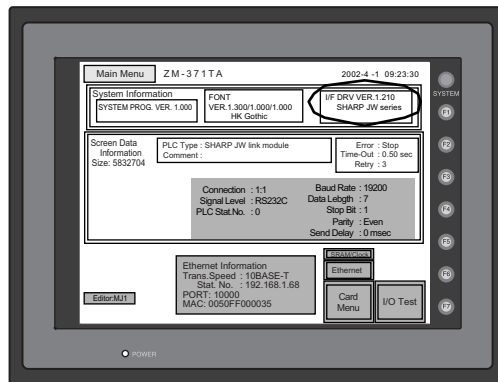 Main Menu ZM-371TA 2002-4 -1 09:23:30
SYSTEM
System Information
SYSTEM PROG. VER. 1.000
FONT
VER.1.300/1.000/1.000
HK Gothic
I/F DRV VER.1.210
SHARP JW series
F1
Screen Data
Information
Size: 5832704
PLC Type : SHARP JW link module
Comment :
Error : Stop
Time-Out : 0.50 sec
Retry : 3
F2
F3
Connection : 1:1
Signal Level : RS232C
PLC Stat.No. : 0
Baud Rate : 19200
Data Lebgth : 7
Stop Bit : 1
Parity : Even
Send Delay : 0 msec
F4
F5
Ethernet Information
Trans.Speed : 10BASE-T
Stat. No. : 192.168.1.68
PORT: 10000
MAC: 0050FF000035
SRAM/Clock
Ethernet
F6
Editor:MJ1
Card
Menu
I/O Test
F7
POWER